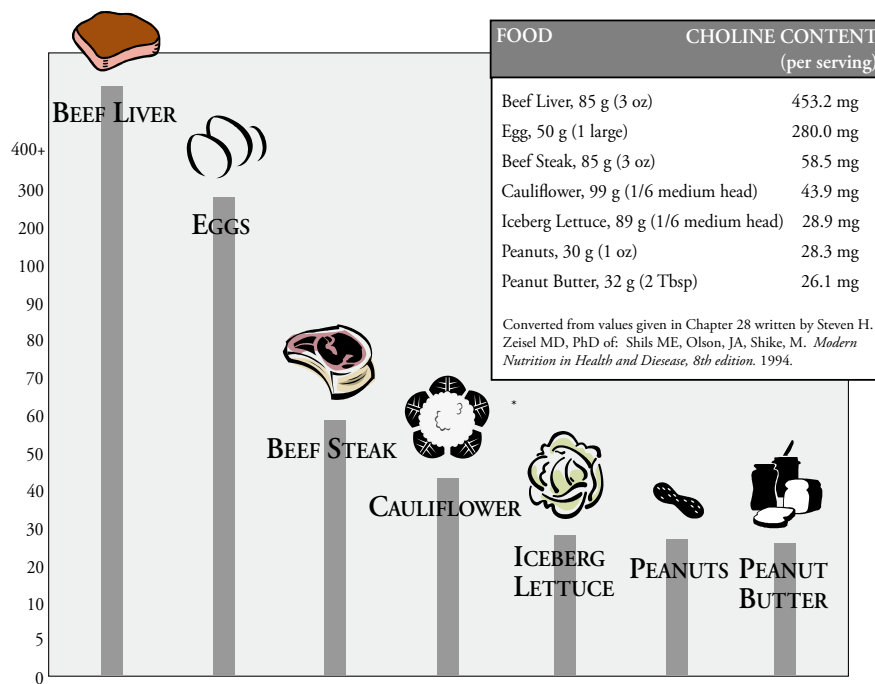 FOOD CHOLINE CONTENT
(per serving)
Beef Liver, 85 g (3 oz) 453.2 mg
Egg, 50 g (1 large) 280.0 mg
Beef Steak, 85 g (3 oz) 58.5 mg
Cauliflower, 99 g (1/6 medium head) 43.9 mg
Iceberg Lettuce, 89 g (1/6 medium head) 28.9 mg
Peanuts, 30 g (1 oz) 28.3 mg
Peanut Butter, 32 g (2 Tbsp) 26.1 mg
Converted from values given in Chapter 28 written by Steven H.
Zeisel MD, PhD of: Shils ME, Olson, JA, Shike, M. Modern
Nutrition in Health and Diesease, 8th edition. 1994.
400+
300
200
100
90
80
70
60
50
40
30
20
10
5
0
BEEF LIVER
EGGS
BEEF STEAK
CAULIFLOWER
*
ICEBERG
LETTUCE
PEANUTS
PEANUT
BUTTER